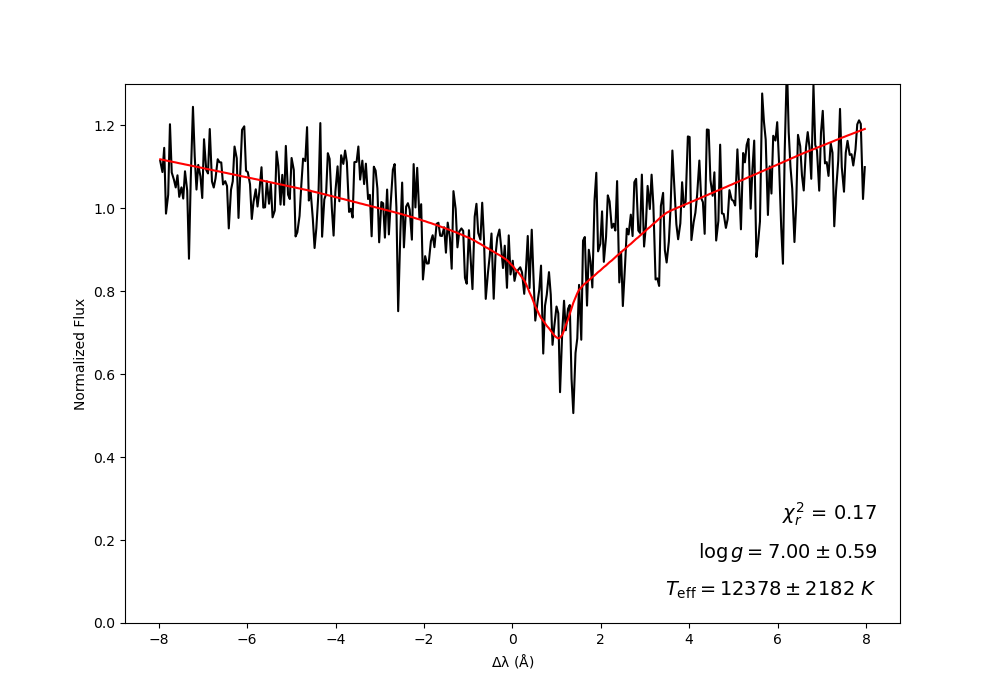 1.2
1.0
0.8
0.6
0.4
0.2
0.0
Normalized Flux
χ²ᵣ = 0.17
log g = 7.00 ± 0.59
T_eff = 12378 ± 2182 K
−8 −6 −4 −2 0 2 4 6 8
Δλ (Å)